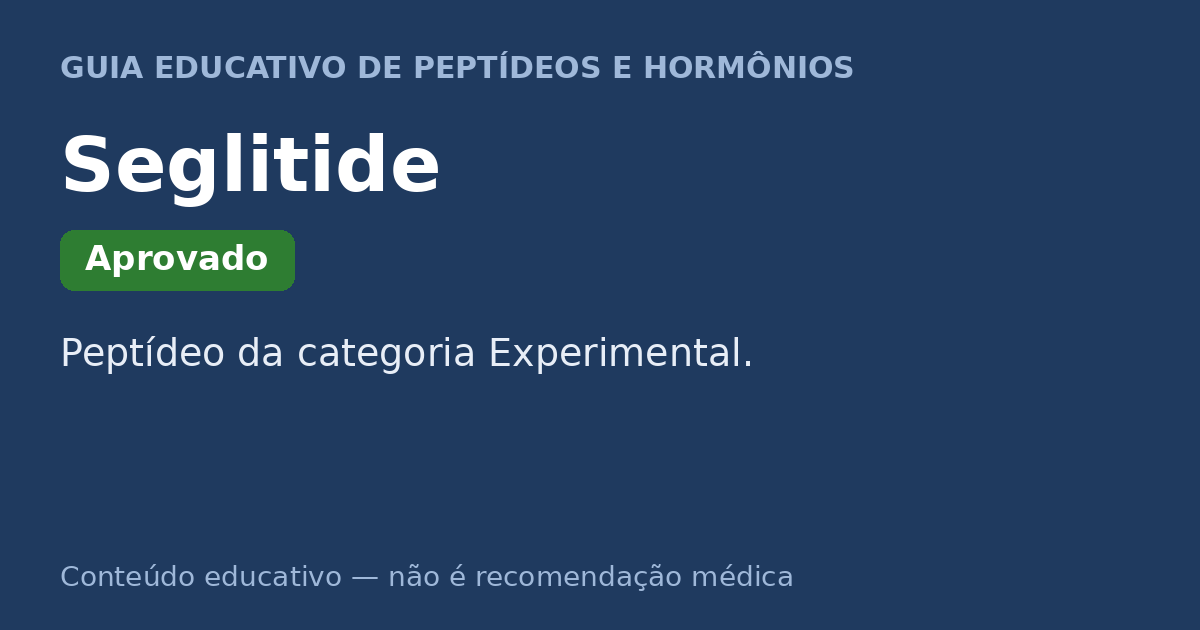 GUIA EDUCATIVO DE PEPTÍDEOS E HORMÔNIOS
Seglitide
Aprovado
Peptídeo da categoria Experimental.
Conteúdo educativo — não é recomendação médica